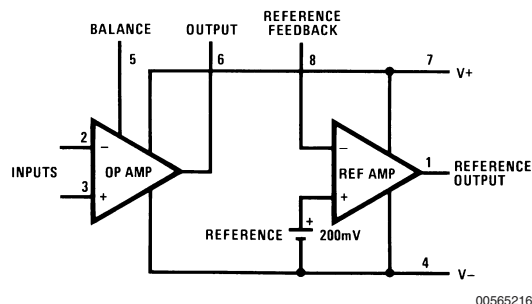 BALANCE
OUTPUT
REFERENCE
FEEDBACK
5
6
8
7
V+
2
−
INPUTS
OP AMP
3
+
−
REF AMP
+
1
REFERENCE
OUTPUT
REFERENCE
+
200mV
4
V−
00565216